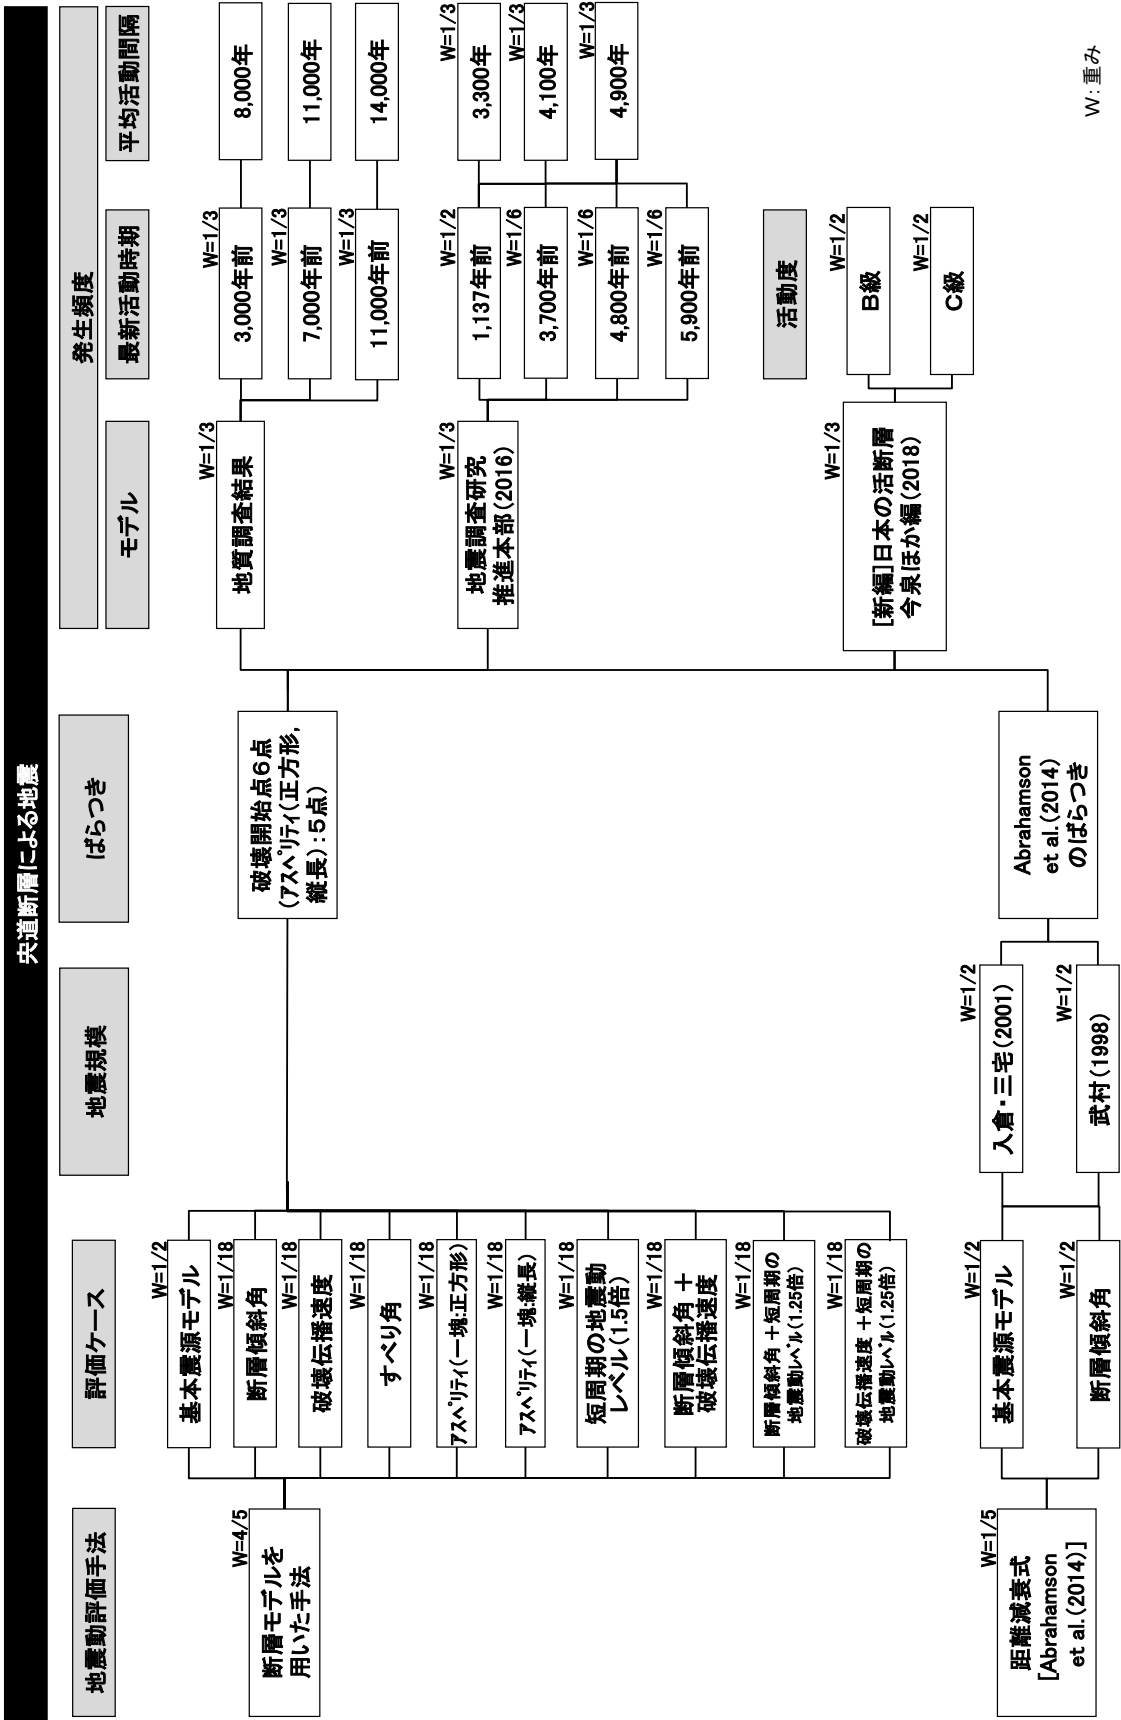 宍道断層による地震
地震動評価手法
評価ケース
地震規模
ばらつき
発生頻度
モデル
最新活動時期
平均活動間隔
W=4/5
断層モデルを
用いた手法
W=1/2
基本震源モデル
W=1/18
断層傾斜角
W=1/18
破壊伝播速度
W=1/18
すべり角
W=1/18
アスペリティ(一塊:正方形)
W=1/18
アスペリティ(一塊:縦長)
W=1/18
短周期の地震動
レベル(1.5倍)
W=1/18
断層傾斜角 +
破壊伝播速度
W=1/18
断層傾斜角 +短周期の
地震動レベル(1.25倍)
W=1/18
破壊伝播速度 +短周期の
地震動レベル(1.25倍)
破壊開始点6点
(アスペリティ(正方形,
縦長):5点)
W=1/3
地質調査結果
W=1/3
3,000年前
8,000年
W=1/3
7,000年前
11,000年
W=1/3
11,000年前
14,000年
W=1/3
地震調査研究
推進本部(2016)
W=1/2
1,137年前
W=1/6
3,700年前
W=1/6
4,800年前
W=1/6
5,900年前
W=1/3
3,300年
W=1/3
4,100年
W=1/3
4,900年
活動度
W=1/3
[新編]日本の活断層
今泉ほか編(2018)
W=1/2
B級
W=1/2
C級
W=1/5
距離減衰式
[Abrahamson
et al.(2014)]
W=1/2
基本震源モデル
W=1/2
断層傾斜角
W=1/2
入倉・三宅(2001)
W=1/2
武村(1998)
Abrahamson
et al.(2014)
のばらつき
W:重み